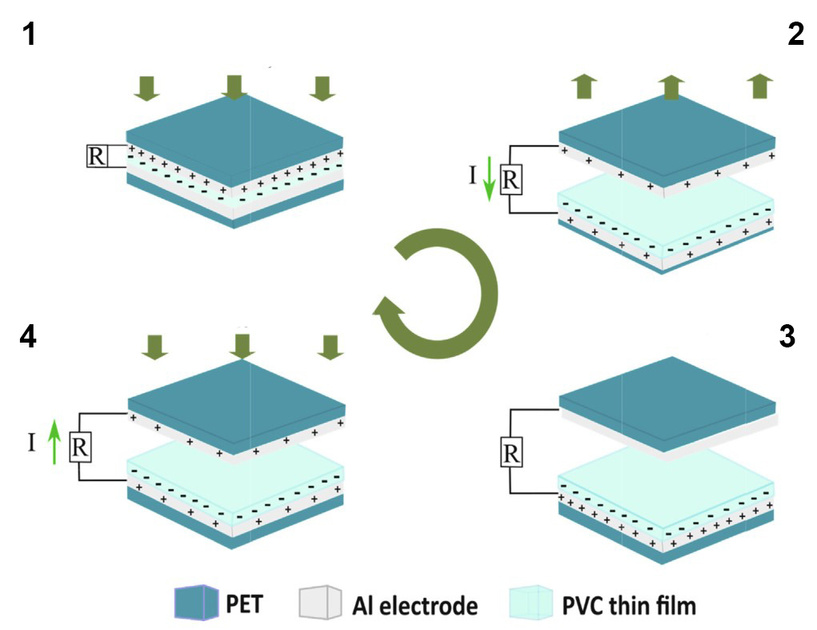 1
2
R
I
R
4
3
I
R
R
PET
Al electrode
PVC thin film